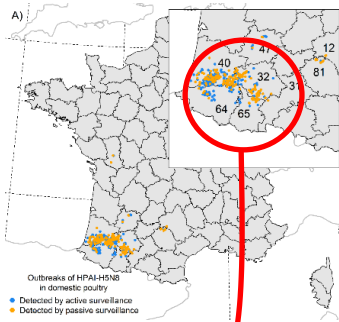 A)
47
12
40
32
81
31
64
65
Outbreaks of HPAI-H5N8
in domestic poultry
Detected by active surveillance
Detected by passive surveillance